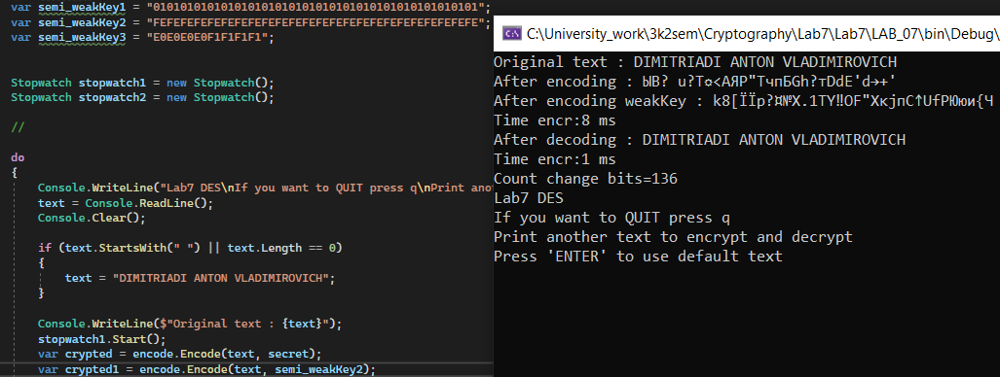 var semi_weakKey1 = "010101010101010101010101010101010101010101010101";
var semi_weakKey2 = "FEFEFEFEFEFEFEFEFEFEFEFEFEFEFEFEFEFEFEFEFEFEFEFE";
var semi_weakKey3 = "E0E0E0E0F1F1F1F1";
Stopwatch stopwatch1 = new Stopwatch();
Stopwatch stopwatch2 = new Stopwatch();
//
do
{
Console.WriteLine("Lab7 DES\nIf you want to QUIT press q\nPrint ano
text = Console.ReadLine();
Console.Clear();
if (text.StartsWith(" ") || text.Length == 0)
{
text = "DIMITRIADI ANTON VLADIMIROVICH";
}
Console.WriteLine($"Original text : {text}");
stopwatch1.Start();
var crypted = encode.Encode(text, secret);
var crypted1 = encode.Encode(text, semi_weakKey2);
C:\University_work\3k2sem\Cryptography\Lab7\Lab7\LAB_07\bin\Debug\
Original text : DIMITRIADI ANTON VLADIMIROVICH
After encoding : ЫВ? u?T¤<АЯР"ТчпБGh?тDdЕ'd→+'
After encoding weakKey : k8[ЇЇp?¤№X.1TY‼OF"ХкјпС↑UfРЮюи{Ч
Time encr:8 ms
After decoding : DIMITRIADI ANTON VLADIMIROVICH
Time encr:1 ms
Count change bits=136
Lab7 DES
If you want to QUIT press q
Print another text to encrypt and decrypt
Press 'ENTER' to use default text